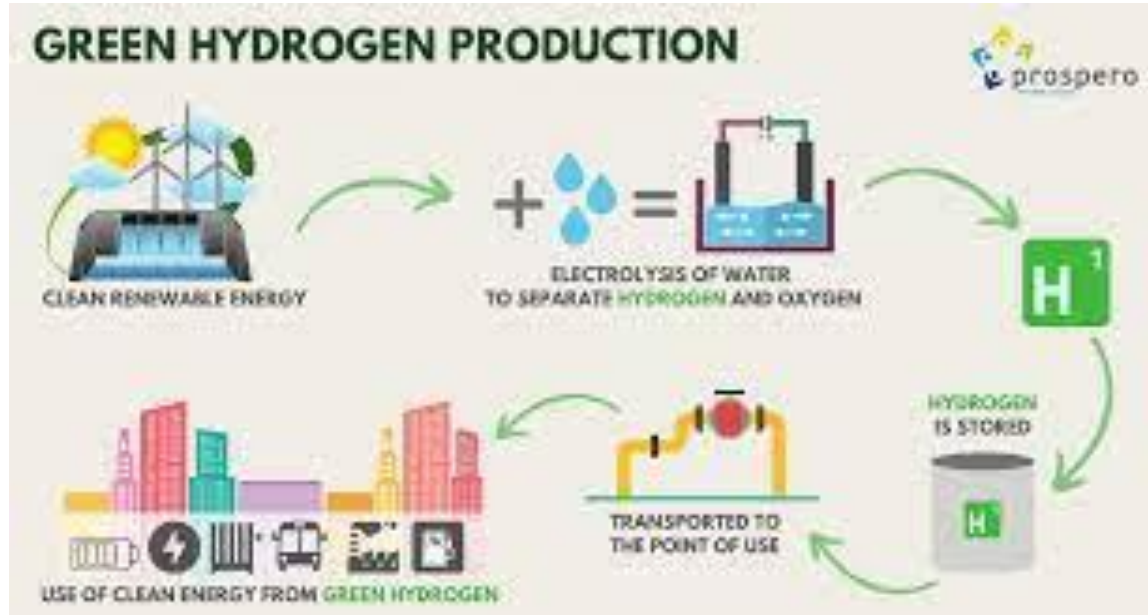 GREEN HYDROGEN PRODUCTION
prospero
CLEAN RENEWABLE ENERGY
ELECTROLYSIS OF WATER
TO SEPARATE HYDROGEN AND OXYGEN
H 1
HYDROGEN
IS STORED
H
TRANSPORTED TO
THE POINT OF USE
USE OF CLEAN ENERGY FROM GREEN HYDROGEN